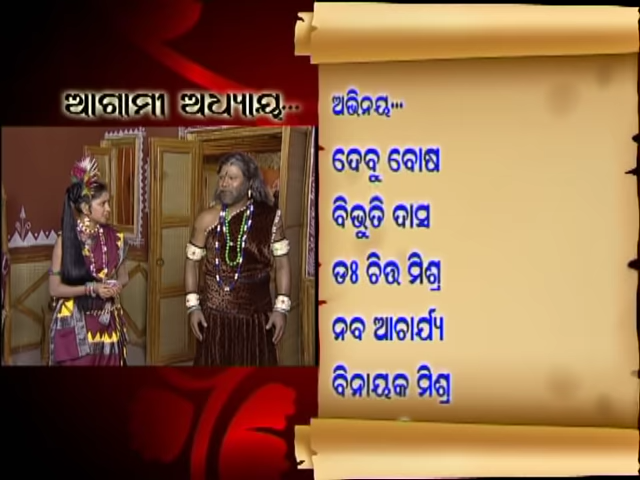 ଆଗାମୀ ଅଧ୍ୟାୟ...
ଅଭିନୟ...
ଦେବୁ ବୋଷ
ବିଭୁତି ଦାସ
ଡଃ ଚିତ୍ତ ମିଶ୍ର
ନବ ଆଚାର୍ଯ୍ୟ
ବିନାୟକ ମିଶ୍ର